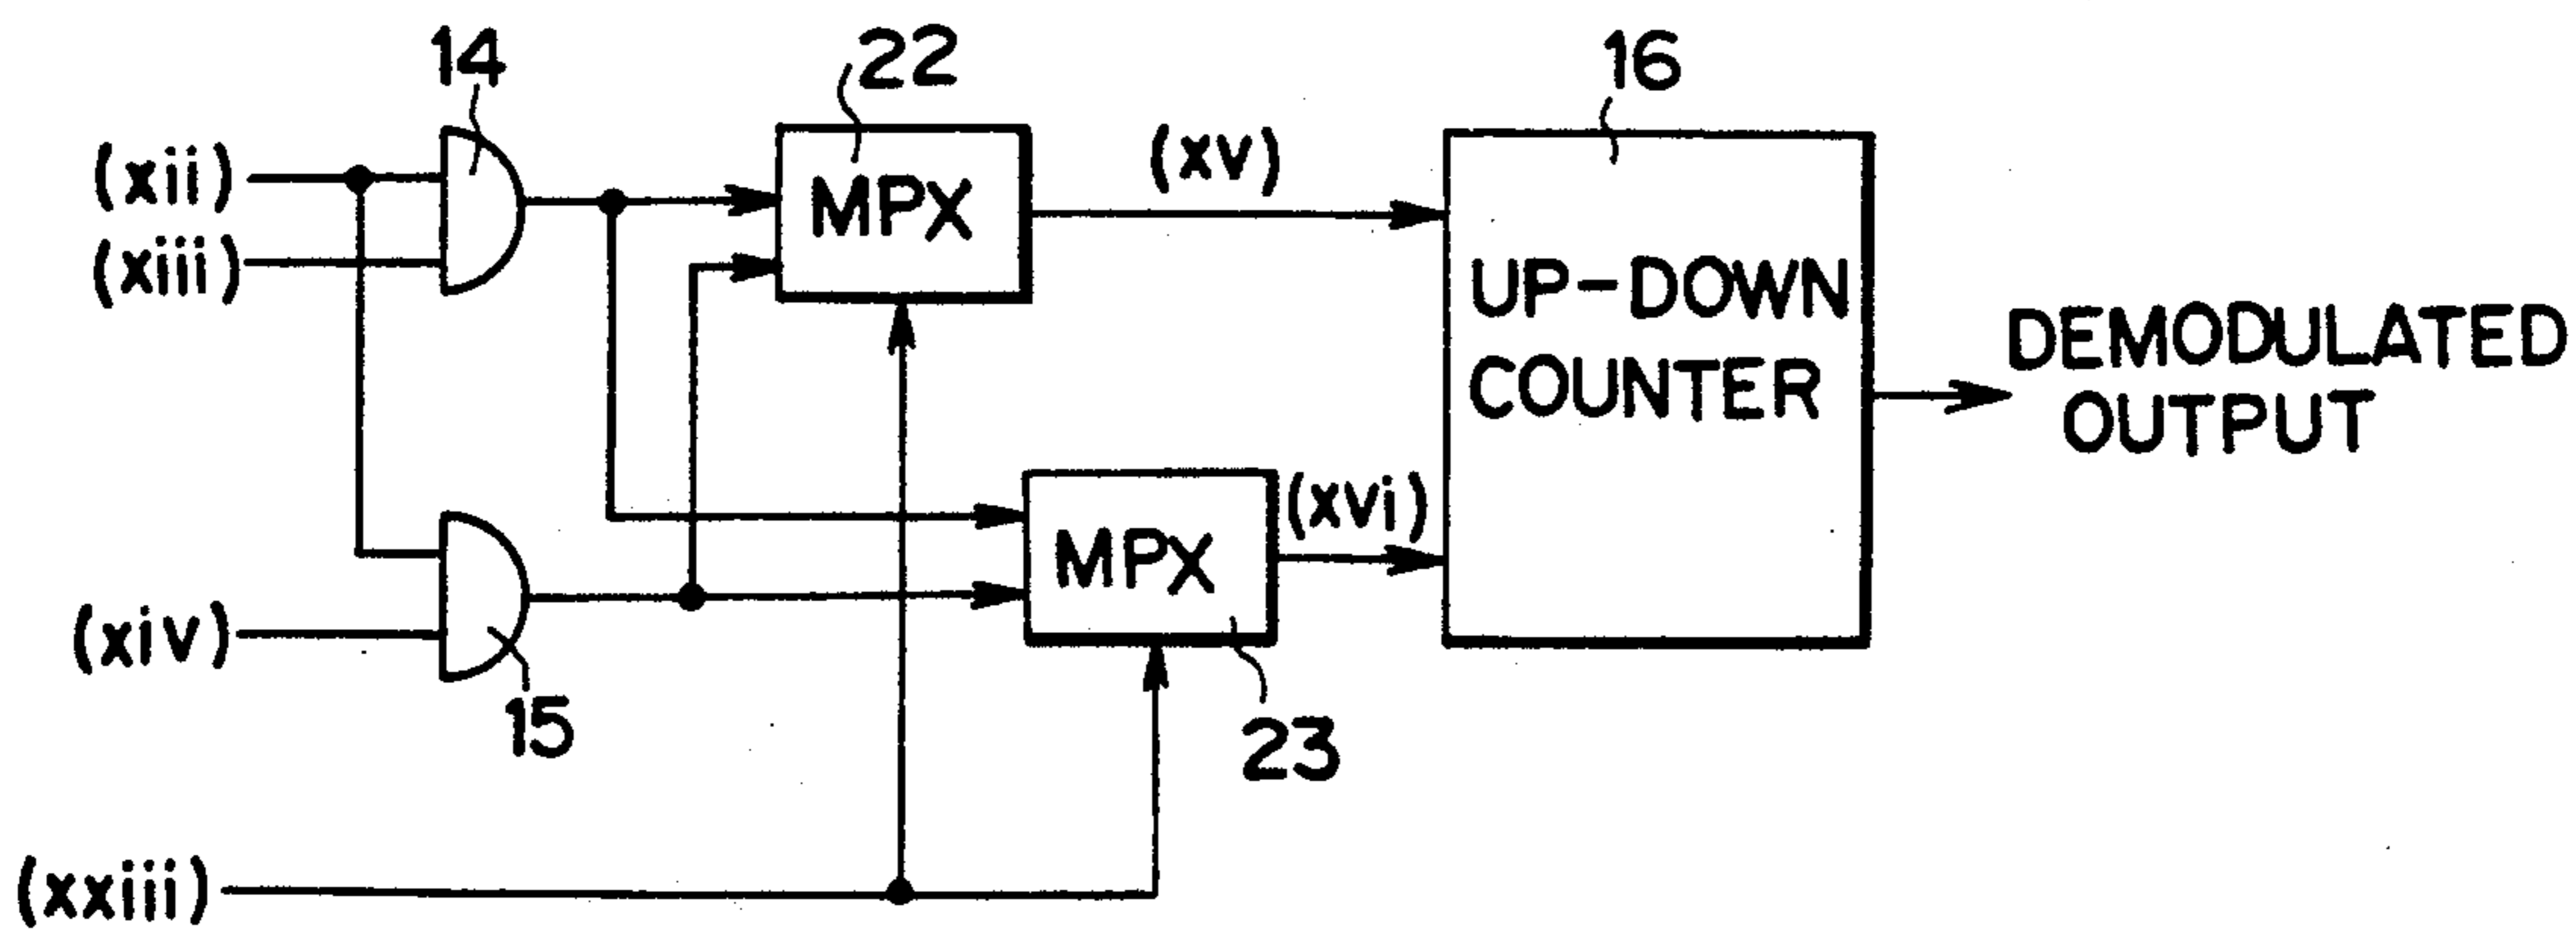 14
22
16
(xii)
MPX
(xv)
(xiii)
UP-DOWN
COUNTER
DEMODULATED
OUTPUT
(xvi)
MPX
(xiv)
15
23
(xxiii)